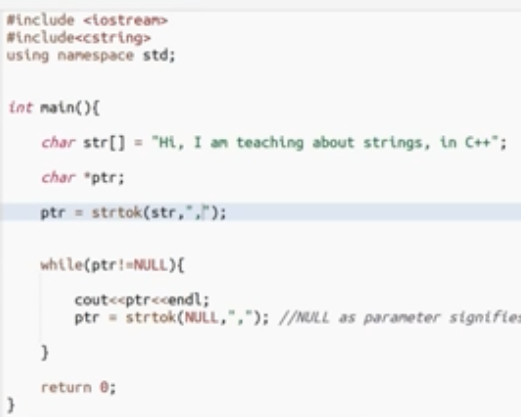 #include <iostream>
#include<cstring>
using namespace std;
int main(){
char str[] = "Hi, I am teaching about strings, in C++";
char *ptr;
ptr = strtok(str,",");
while(ptr!=NULL){
cout<<ptr<<endl;
ptr = strtok(NULL,","); //NULL as parameter signifies
}
return 0;
}